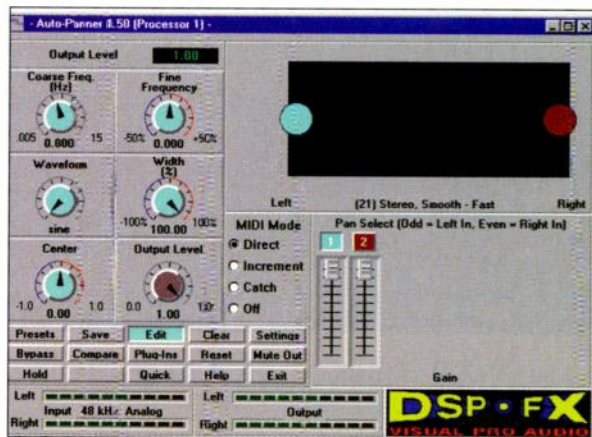 - Auto-Panner 1.50 (Processor 1) -
Output Level 1.00
Coarse Freq. (Hz)
.005 15
0.800
Fine Frequency
-50% +50%
0.000
Waveform
sine
Width (%)
-100% 100%
100.00
Center
-1.0 1.0
0.00
Output Level
0.0 1.0
1.00
Left (21) Stereo, Smooth - Fast Right
MIDI Mode
Direct
Increment
Catch
Off
Pan Select (Odd = Left In, Even = Right In)
1 2
Gain
Presets Save Edit Clear Settings
Bypass Compare Plug-Ins Reset Mute Out
Hold Quick Help Exit
Left
Input 48 kHz: Analog
Right
Left
Output
Right
DSP•FX
VISUAL PRO AUDIO